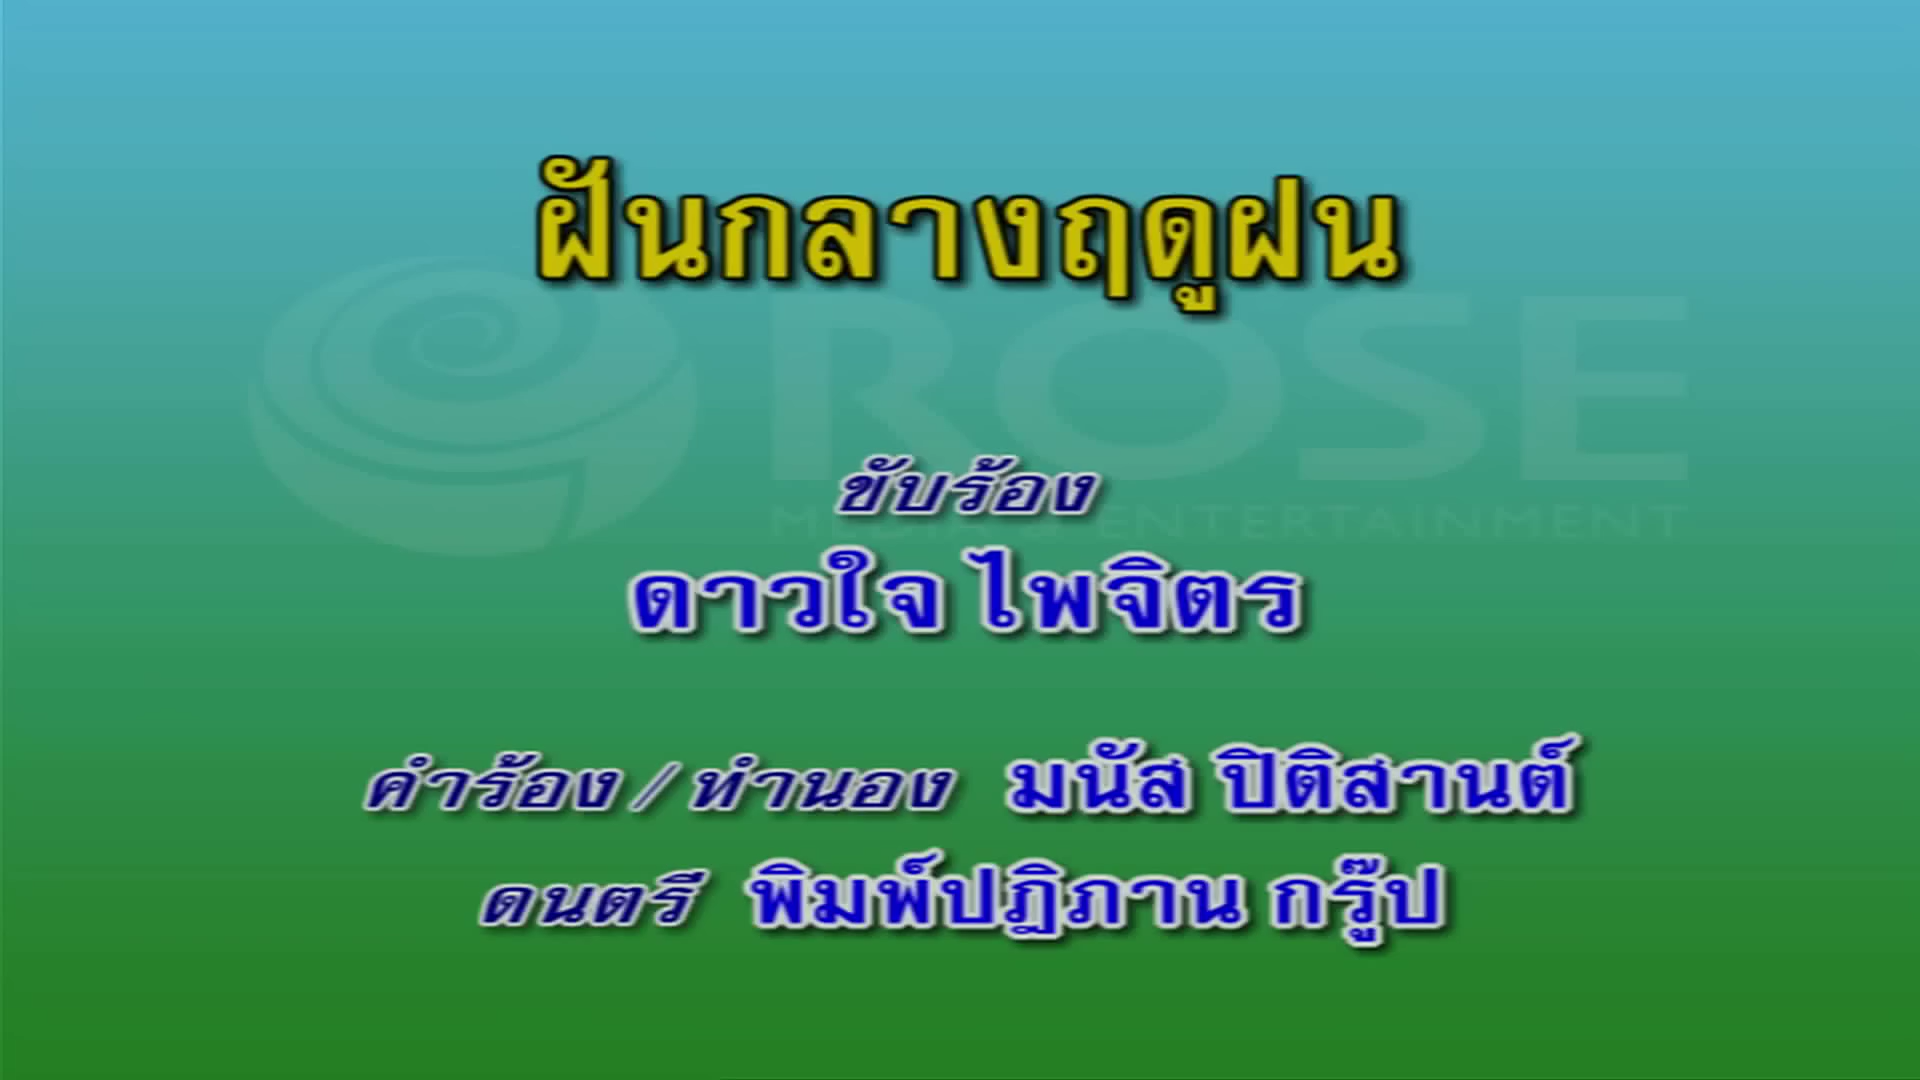 ฝันกลางฤดูฝน
ROSE
MEDIA & ENTERTAINMENT
ขับร้อง
ดาวใจ ไพจิตร
คำร้อง / ทำนอง มนัส ปิติสานต์
ดนตรี พิมพ์ปฏิภาน กรู๊ป